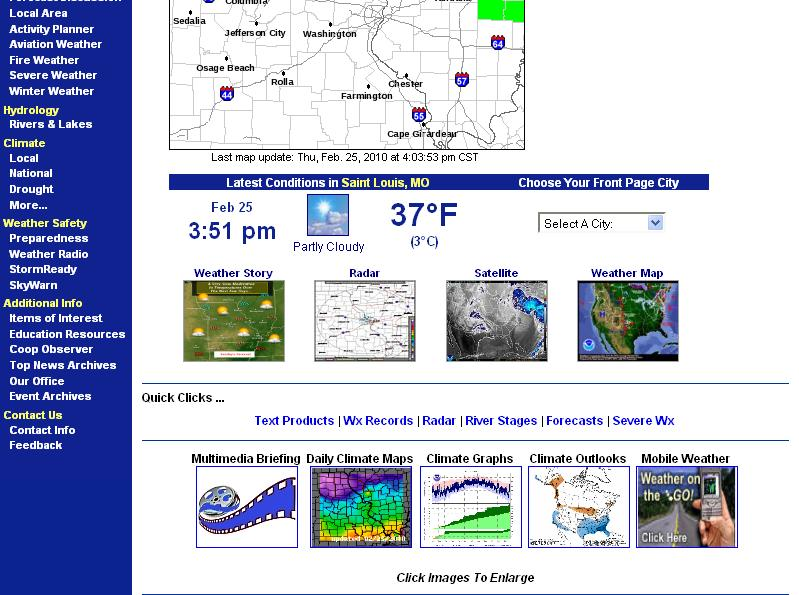 Local Area
Activity Planner
Aviation Weather
Fire Weather
Severe Weather
Winter Weather
Hydrology
Rivers & Lakes
Climate
Local
National
Drought
More...
Weather Safety
Preparedness
Weather Radio
StormReady
SkyWarn
Additional Info
Items of Interest
Education Resources
Coop Observer
Top News Archives
Our Office
Event Archives
Contact Us
Contact Info
Feedback
Columbia
Sedalia
Jefferson City
Washington
64
Osage Beach
Rolla
Chester
57
44
Farmington
55
Cape Girardeau
Last map update: Thu, Feb. 25, 2010 at 4:03:53 pm CST
Latest Conditions in Saint Louis, MO
Choose Your Front Page City
Feb 25
3:51 pm
Partly Cloudy
37°F
(3°C)
Select A City:
Weather Story
Radar
Satellite
Weather Map
Quick Clicks ...
Text Products | Wx Records | Radar | River Stages | Forecasts | Severe Wx
Multimedia Briefing
Daily Climate Maps
Climate Graphs
Climate Outlooks
Mobile Weather
Weather on
the GO!
Click Here
Click Images To Enlarge